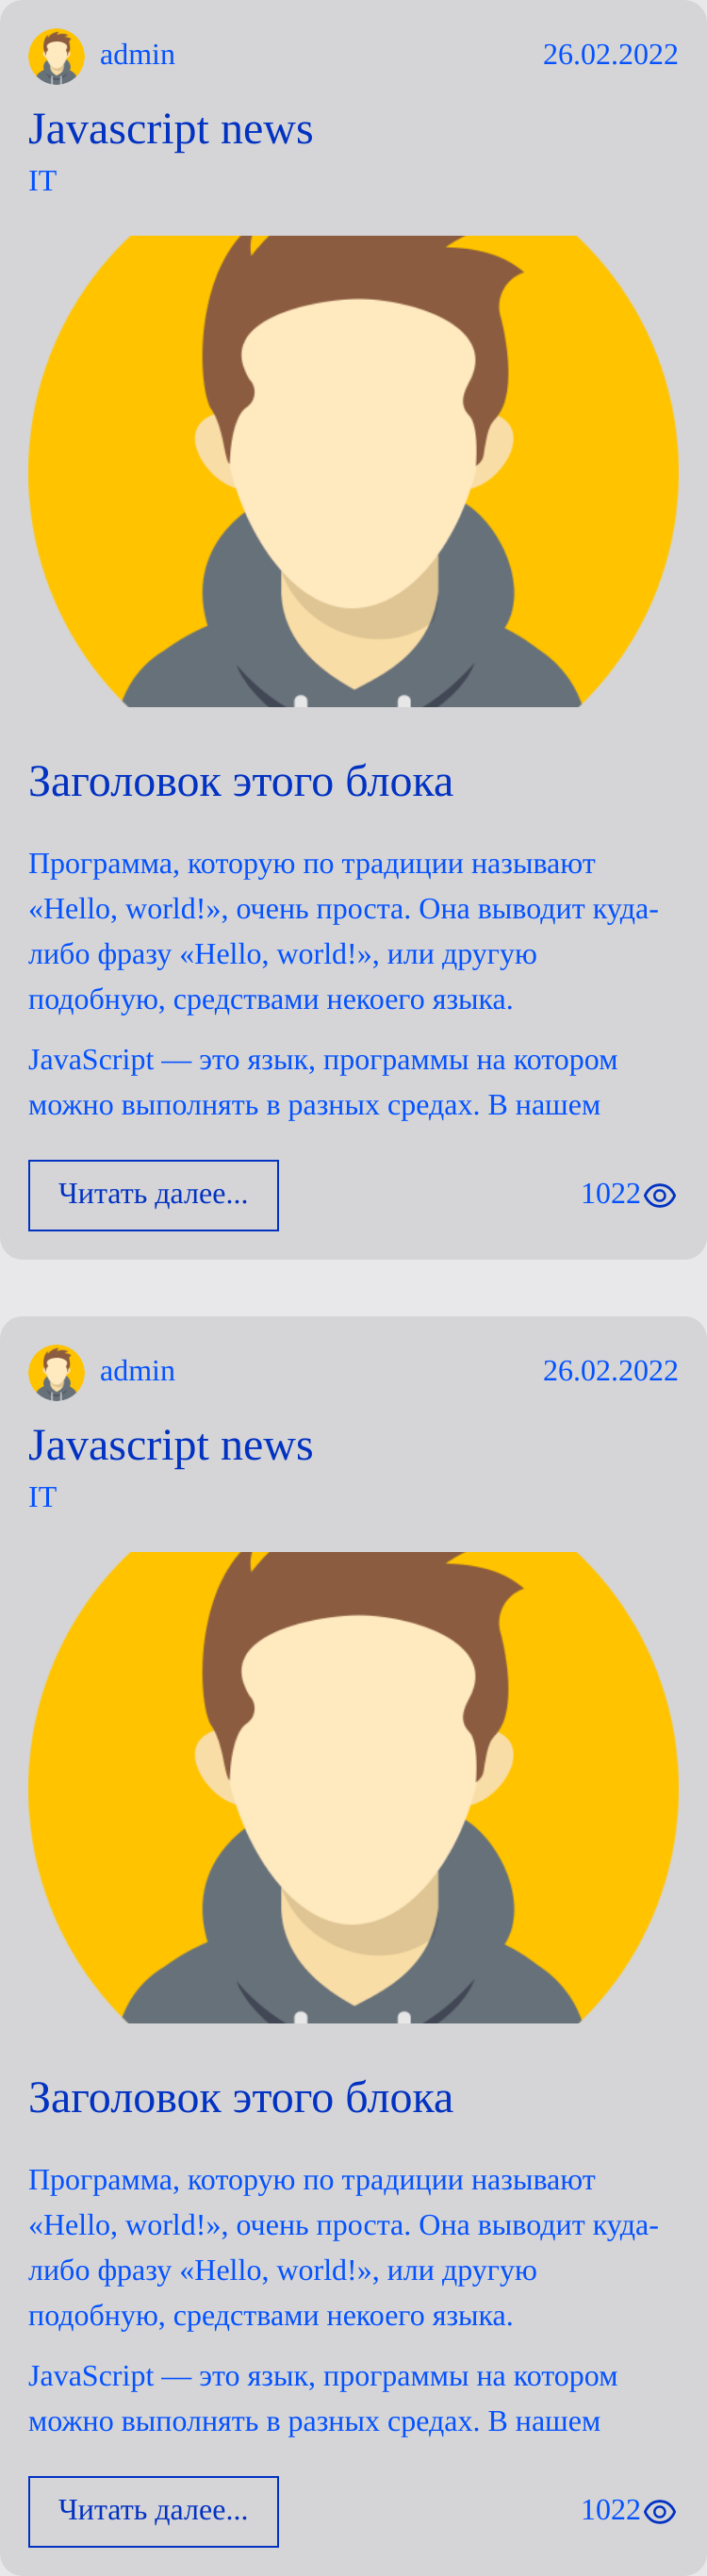 admin 26.02.2022
Javascript news
IT
Заголовок этого блока
Программа, которую по традиции называют
«Hello, world!», очень проста. Она выводит куда-
либо фразу «Hello, world!», или другую
подобную, средствами некоего языка.
JavaScript — это язык, программы на котором
можно выполнять в разных средах. В нашем
Читать далее... 1022
admin 26.02.2022
Javascript news
IT
Заголовок этого блока
Программа, которую по традиции называют
«Hello, world!», очень проста. Она выводит куда-
либо фразу «Hello, world!», или другую
подобную, средствами некоего языка.
JavaScript — это язык, программы на котором
можно выполнять в разных средах. В нашем
Читать далее... 1022